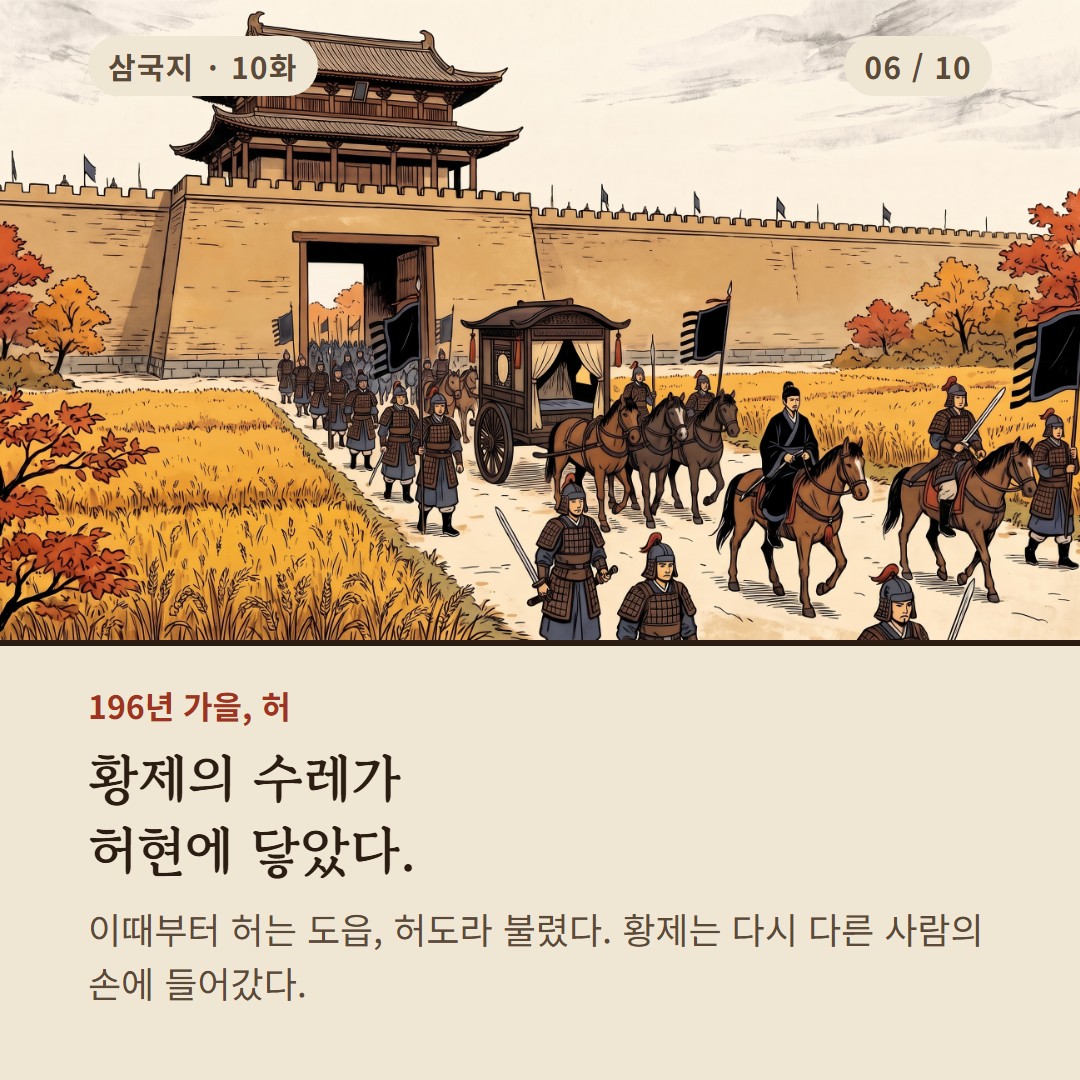 삼국지 · 10화
06 / 10
196년 가을, 허
황제의 수레가
허현에 닿았다.
이때부터 허는 도읍, 허도라 불렸다. 황제는 다시 다른 사람의
손에 들어갔다.